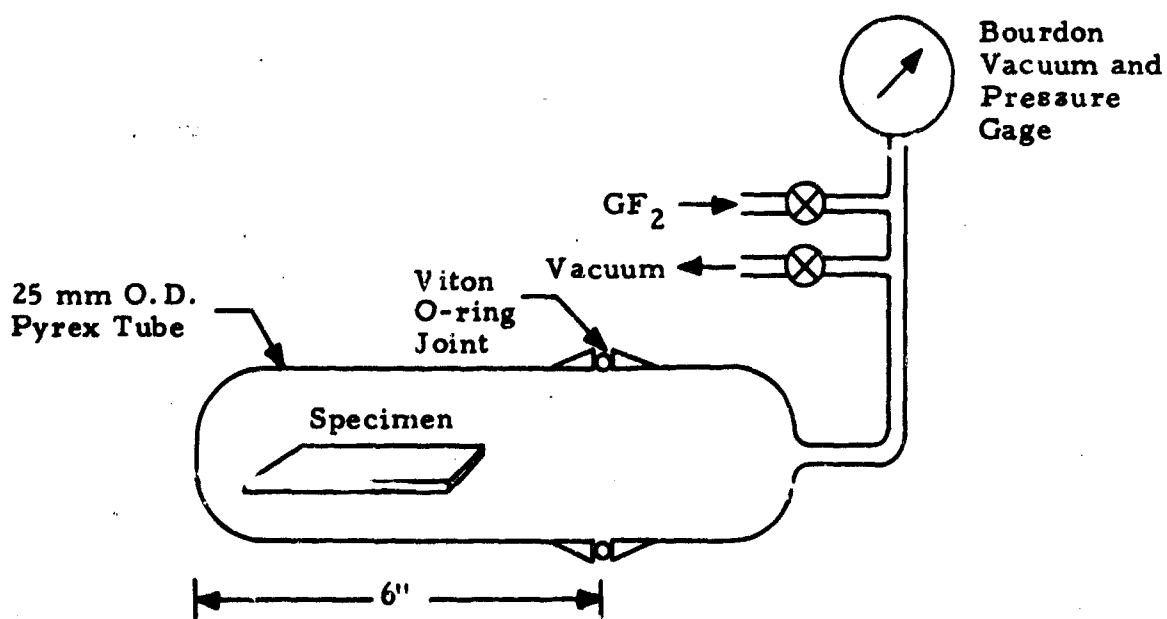 Bourdon
Vacuum and
Pressure
Gage
GF2
Vacuum
Viton
O-ring
Joint
25 mm O.D.
Pyrex Tube
Specimen
6"